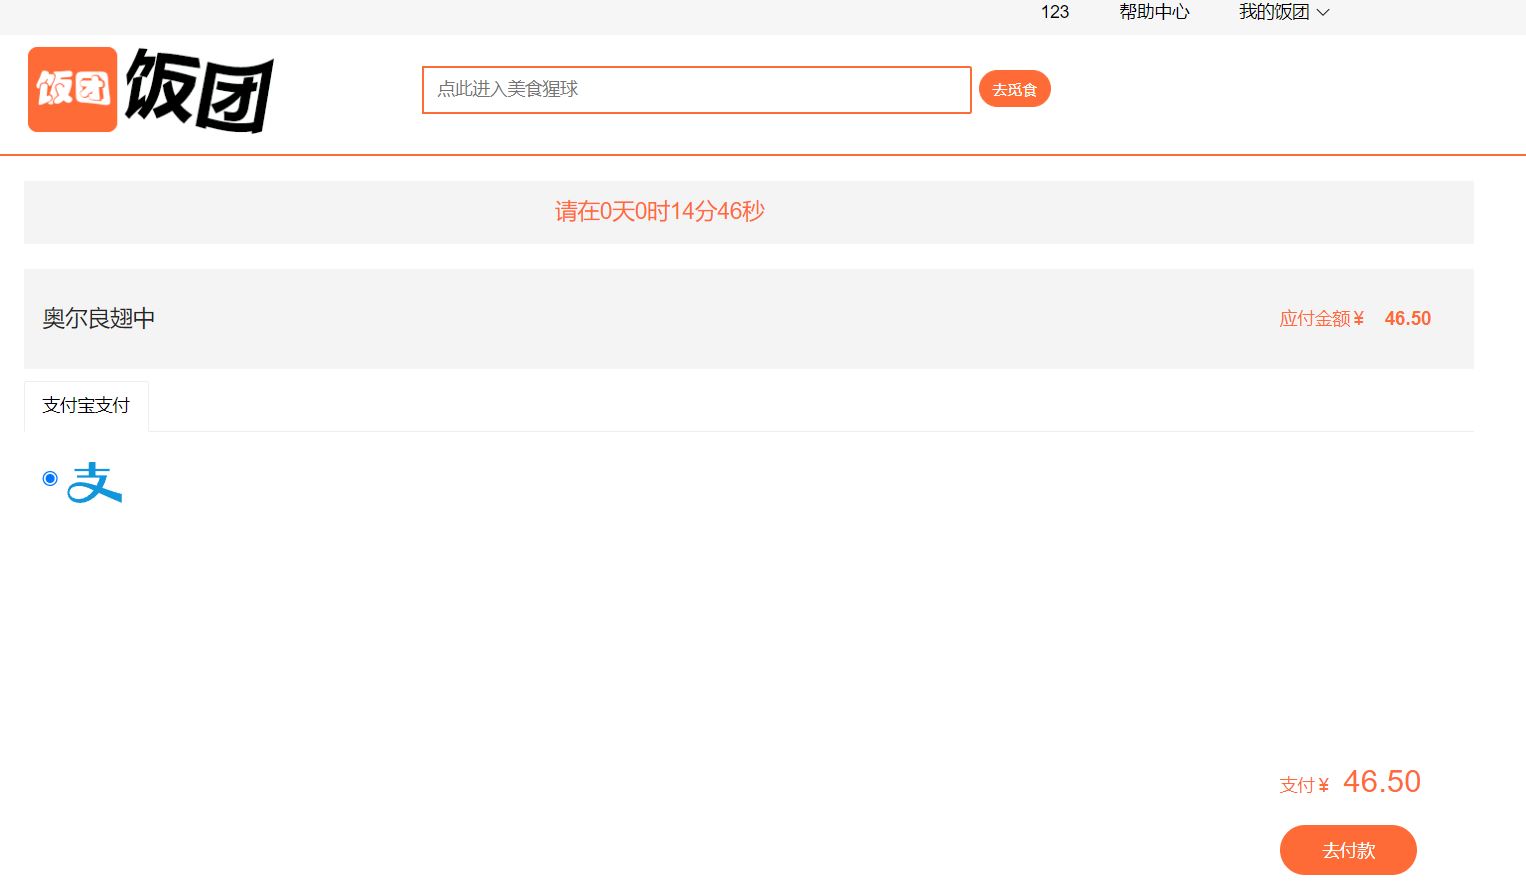 123 帮助中心 我的饭团
饭团 饭团
点此进入美食猩球 去觅食
请在0天0时14分46秒
奥尔良翅中 应付金额¥ 46.50
支付宝支付
支
支付¥ 46.50
去付款